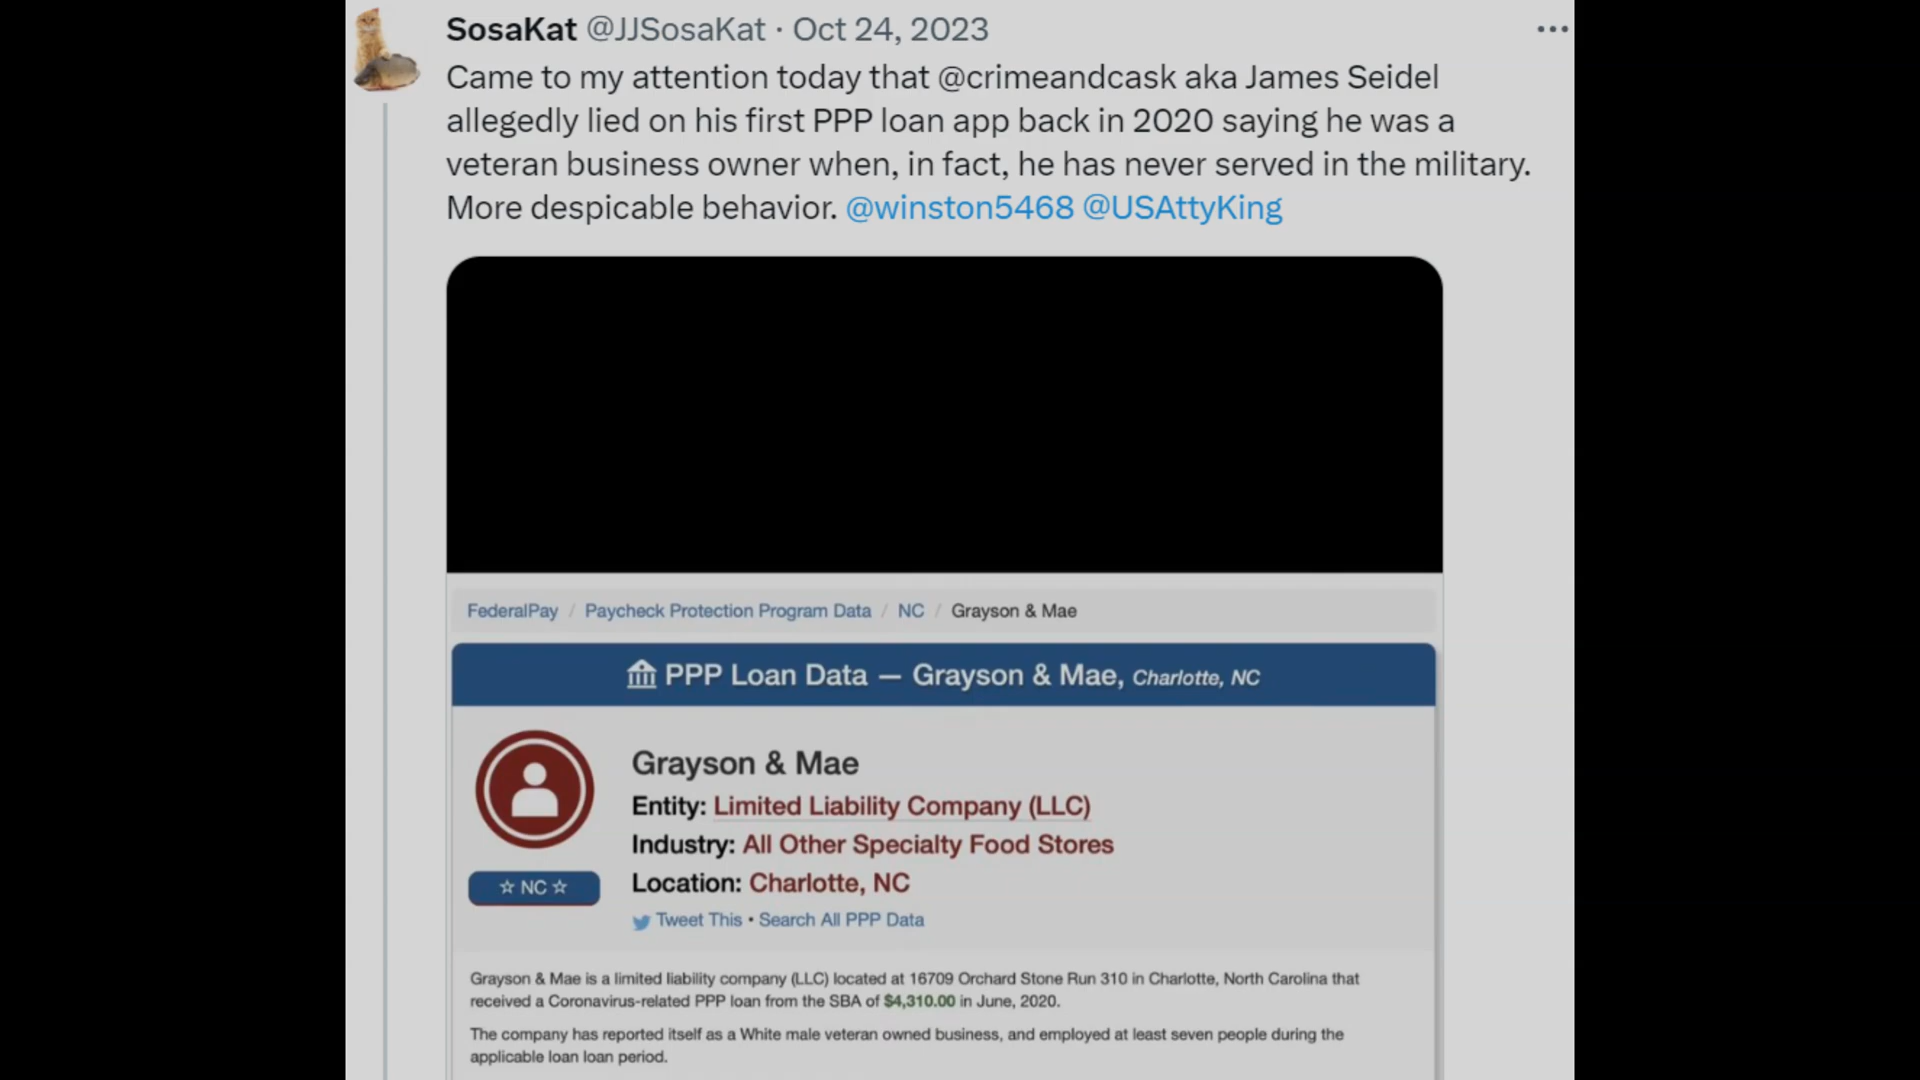 SosaKat @JJSosaKat · Oct 24, 2023
Came to my attention today that @crimeandcask aka James Seidel
allegedly lied on his first PPP loan app back in 2020 saying he was a
veteran business owner when, in fact, he has never served in the military.
More despicable behavior. @winston5468 @USAttyKing
FederalPay / Paycheck Protection Program Data / NC / Grayson & Mae
PPP Loan Data — Grayson & Mae, Charlotte, NC
Grayson & Mae
Entity: Limited Liability Company (LLC)
Industry: All Other Specialty Food Stores
☆ NC ☆
Location: Charlotte, NC
Tweet This • Search All PPP Data
Grayson & Mae is a limited liability company (LLC) located at 16709 Orchard Stone Run 310 in Charlotte, North Carolina that
received a Coronavirus-related PPP loan from the SBA of $4,310.00 in June, 2020.
The company has reported itself as a White male veteran owned business, and employed at least seven people during the
applicable loan loan period.